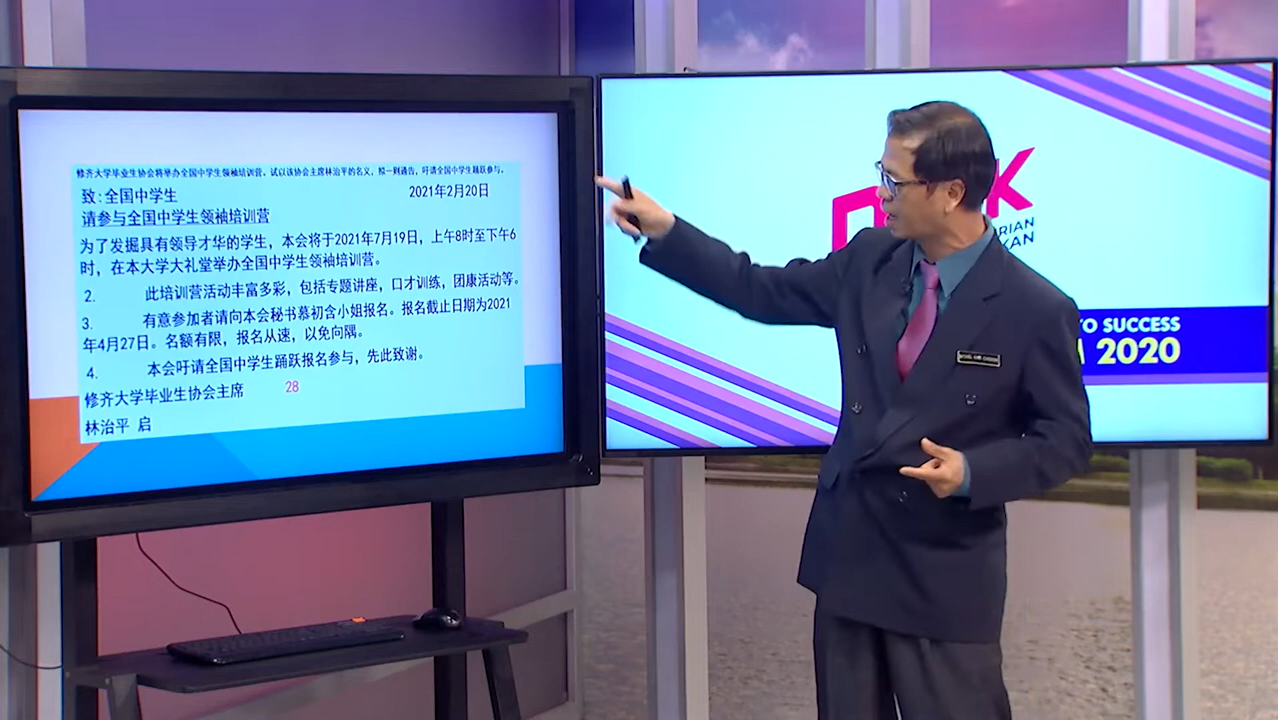 修齐大学毕业生协会将举办全国中学生领袖培训营。试以该协会主席林治平的名义，拟一则通告，吁请全国中学生踊跃参与。
致：全国中学生 2021年2月20日
请参与全国中学生领袖培训营
为了发掘具有领导才华的学生，本会将于2021年7月19日，上午8时至下午6
时，在本大学大礼堂举办全国中学生领袖培训营。
2. 此培训营活动丰富多彩，包括专题讲座，口才训练，团康活动等。
3. 有意参加者请向本会秘书慕初含小姐报名。报名截止日期为2021
年4月27日。名额有限，报名从速，以免向隅。
4. 本会吁请全国中学生踊跃报名参与，先此致谢。
修齐大学毕业生协会主席 28
林治平 启
K
RIAN
KAN
TO SUCCESS
2020